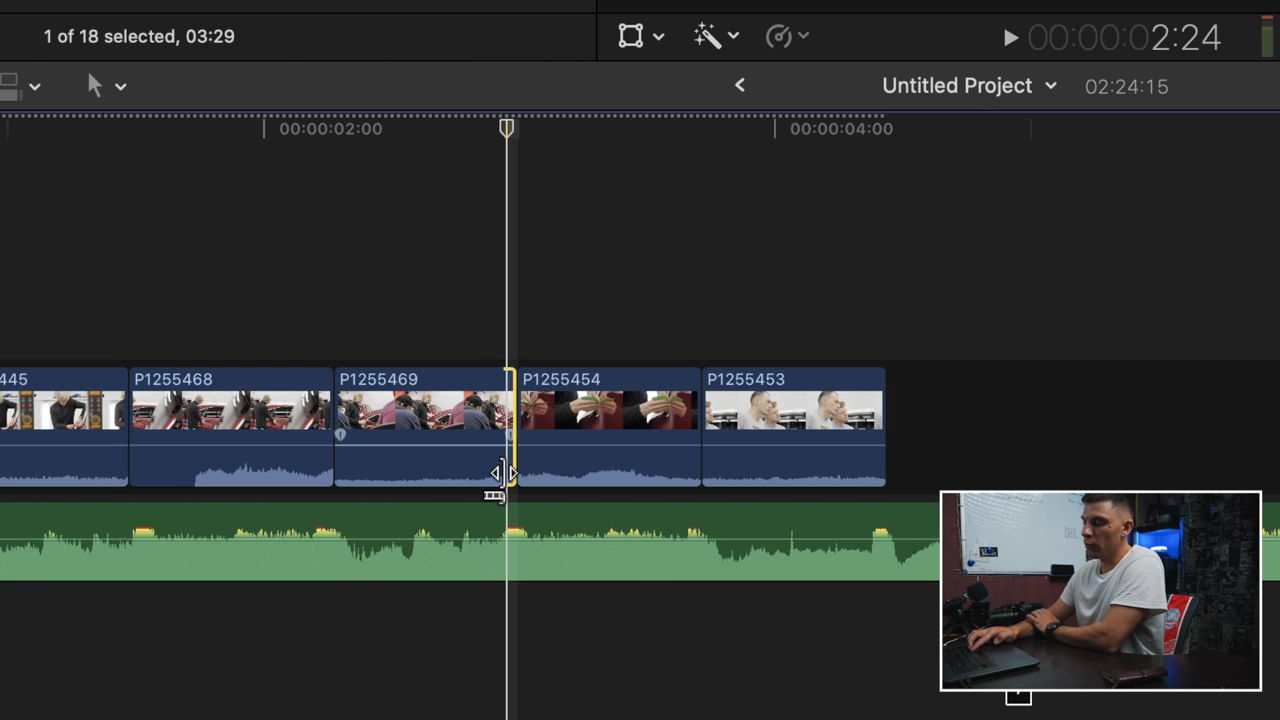 1 of 18 selected, 03:29
00:00:02:24
Untitled Project
02:24:15
00:00:02:00
00:00:04:00
445
P1255468
P1255469
P1255454
P1255453